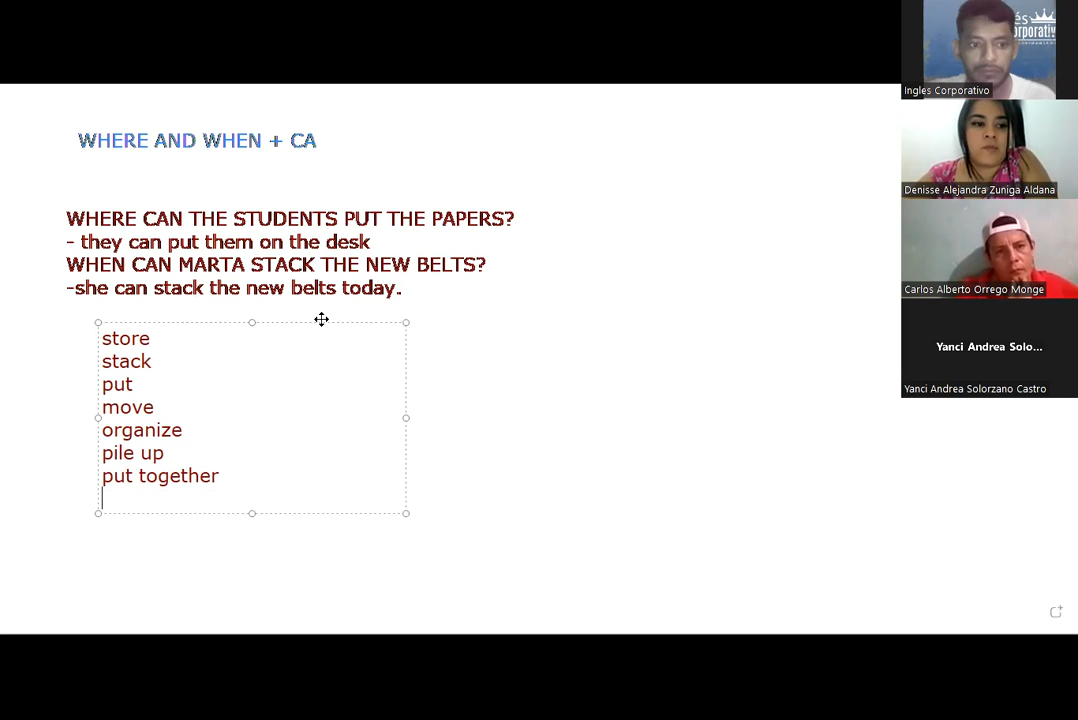 WHERE AND WHEN + CA
WHERE CAN THE STUDENTS PUT THE PAPERS?
- they can put them on the desk
WHEN CAN MARTA STACK THE NEW BELTS?
-she can stack the new belts today.
store
stack
put
move
organize
pile up
put together
Ingles Corporativo
Denisse Alejandra Zuniga Aldana
Carlos Alberto Orrego Monge
Yanci Andrea Solo...
Yanci Andrea Solorzano Castro